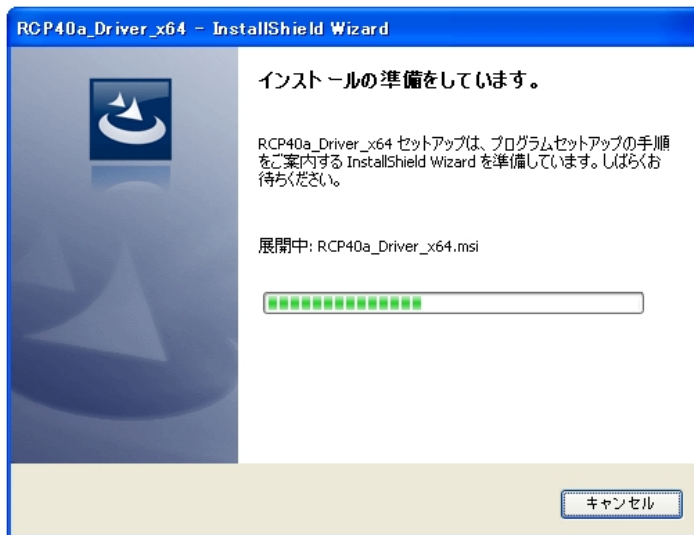 RCP40a_Driver_x64 - InstallShield Wizard
インストールの準備をしています。
RCP40a_Driver_x64 セットアップは、プログラムセットアップの手順
をご案内する InstallShield Wizard を準備しています。しばらくお
待ちください。
展開中: RCP40a_Driver_x64.msi
キャンセル